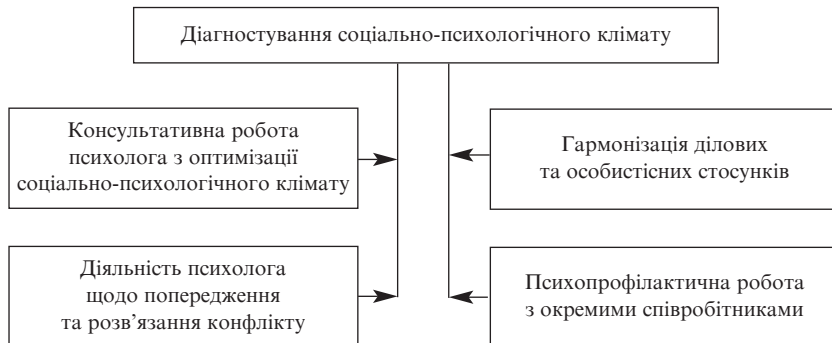 Діагностування соціально-психологічного клімату
Консультативна робота
психолога з оптимізації
соціально-психологічного клімату
Гармонізація ділових
та особистісних стосунків
Діяльність психолога
щодо попередження
та розв'язання конфлікту
Психопрофілактична робота
з окремими співробітниками